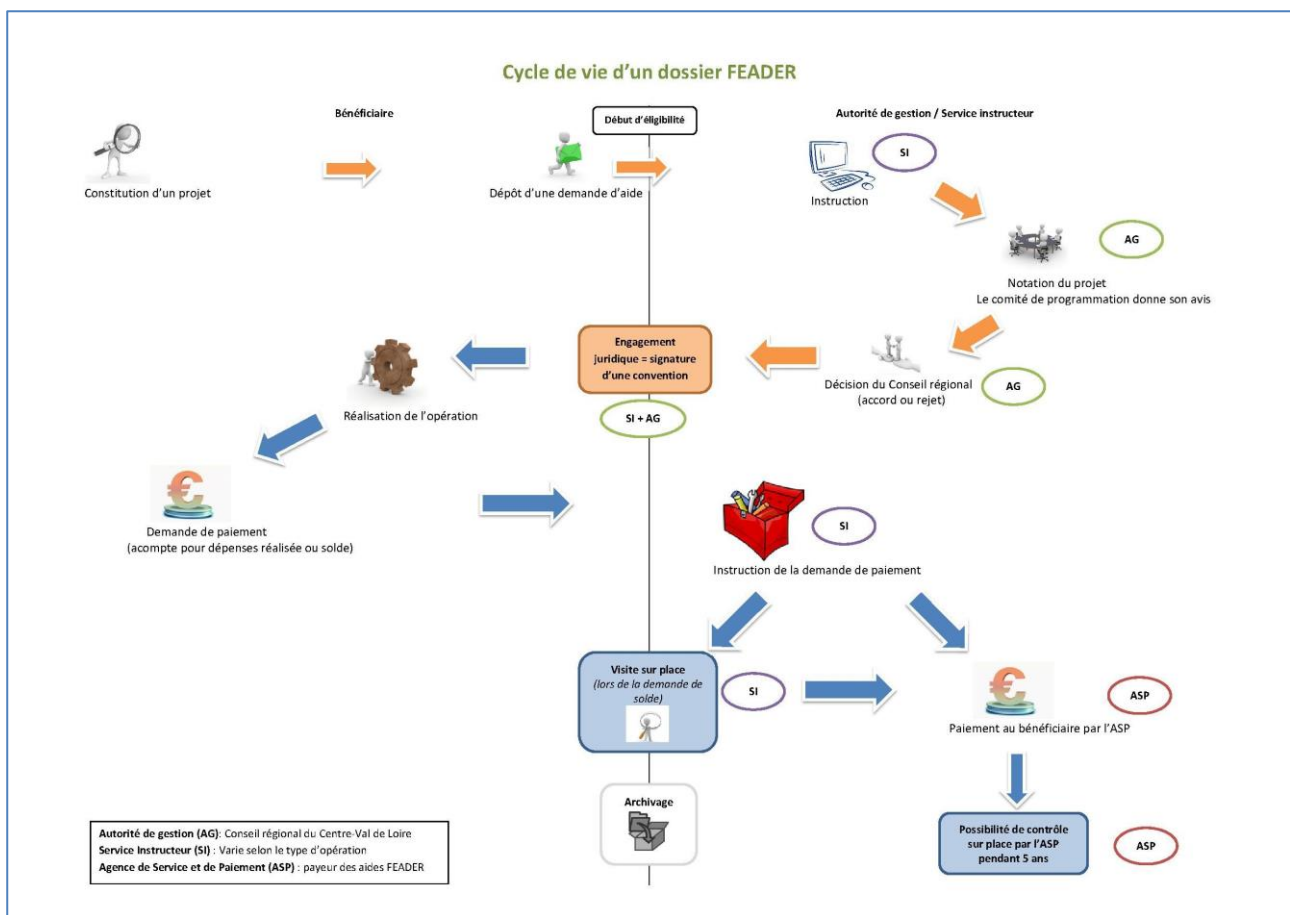 Cycle de vie d'un dossier FEADER
Bénéficiaire
Début d'éligibilité
Autorité de gestion / Service instructeur
Constitution d'un projet
Dépôt d'une demande d'aide
SI
Instruction
AG
Notation du projet
Le comité de programmation donne son avis
Engagement
juridique = signature
d'une convention
Décision du Conseil régional
(accord ou rejet)
AG
Réalisation de l'opération
SI + AG
Demande de paiement
(acompte pour dépenses réalisée ou solde)
SI
Instruction de la demande de paiement
Visite sur place
(lors de la demande de
solde)
SI
ASP
Paiement au bénéficiaire par l'ASP
Archivage
Possibilité de contrôle
sur place par l'ASP
pendant 5 ans
ASP
Autorité de gestion (AG): Conseil régional du Centre-Val de Loire
Service Instructeur (SI) : Varie selon le type d'opération
Agence de Service et de Paiement (ASP) : payeur des aides FEADER